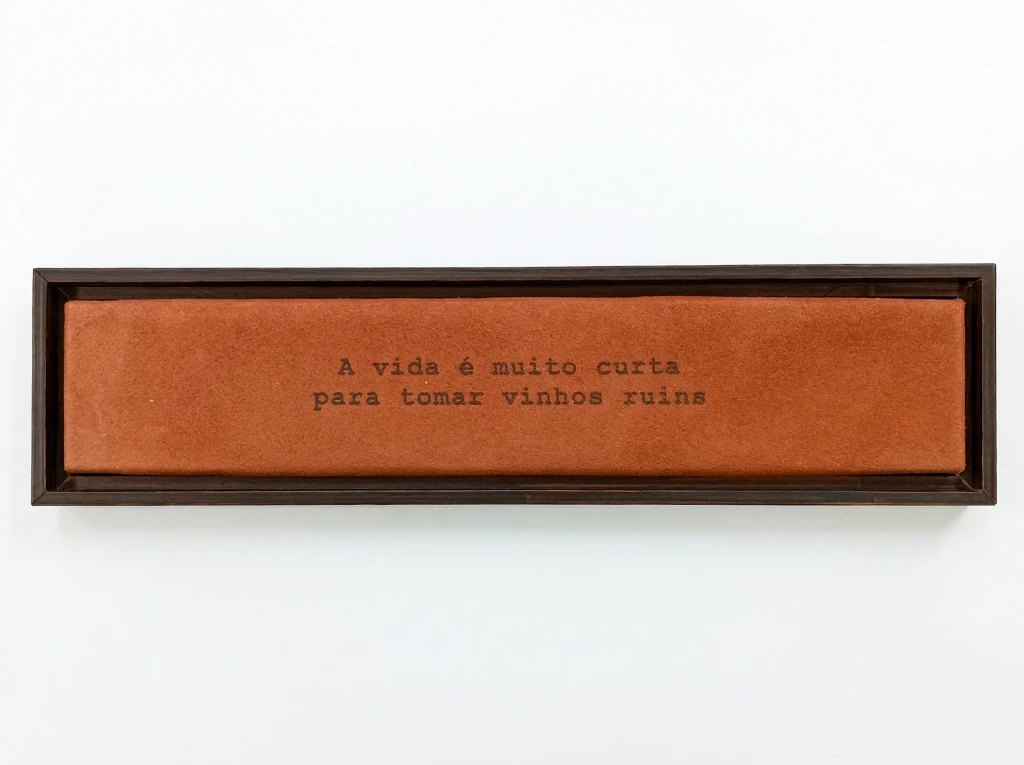 A vida é muito curta
para tomar vinhos ruins